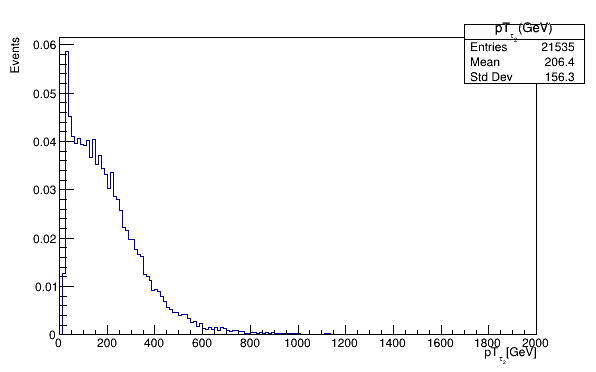 pT_τ₂(GeV)
Entries 21535
Mean 206.4
Std Dev 156.3
Events
0.06
0.05
0.04
0.03
0.02
0.01
0
0 200 400 600 800 1000 1200 1400 1600 1800 2000
pT_τ₂[GeV]